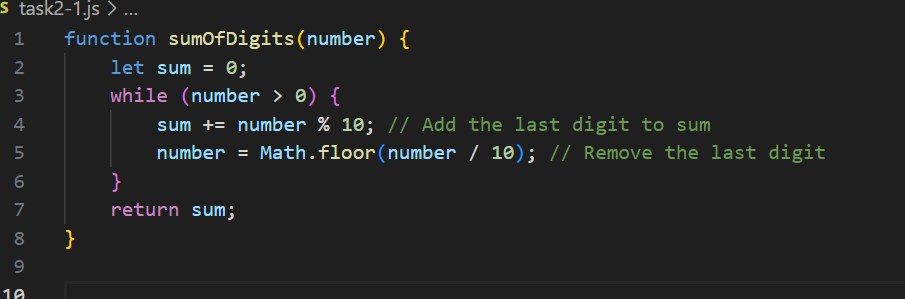 S task2-1.js > ...
1 function sumOfDigits(number) {
2     let sum = 0;
3     while (number > 0) {
4         sum += number % 10; // Add the last digit to sum
5         number = Math.floor(number / 10); // Remove the last digit
6     }
7     return sum;
8 }
9
10